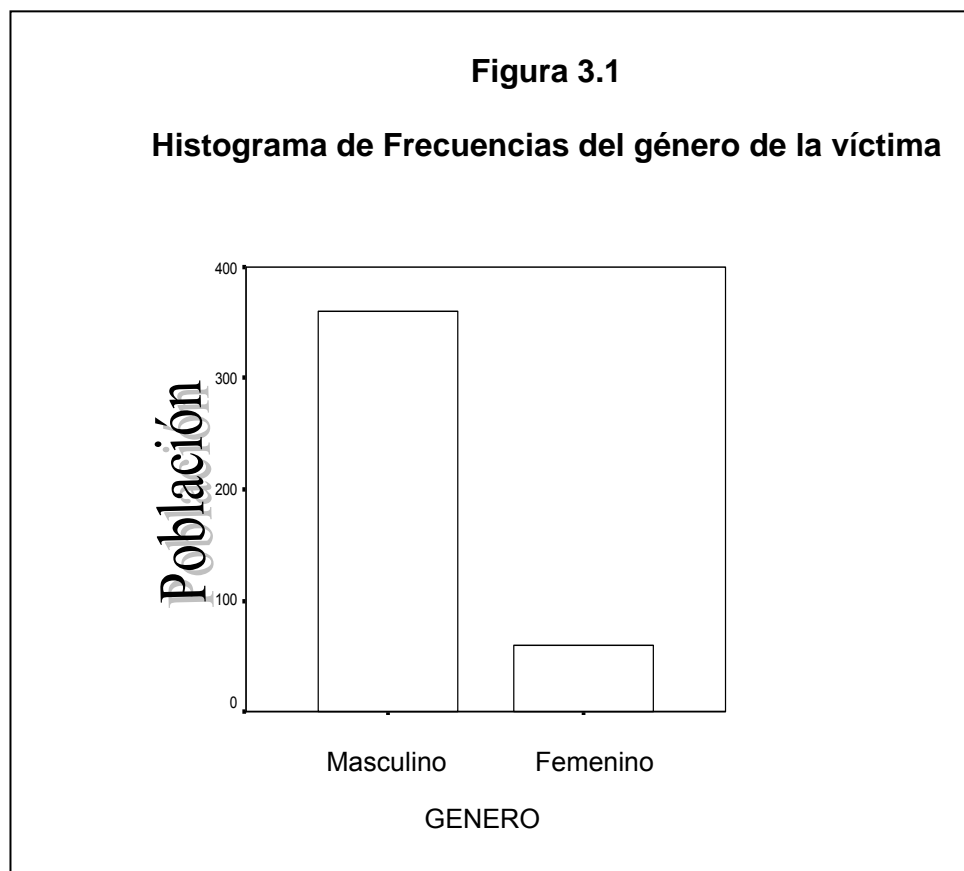 Figura 3.1
Histograma de Frecuencias del género de la víctima
400
300
200
100
0
Población
Masculino Femenino
GENERO